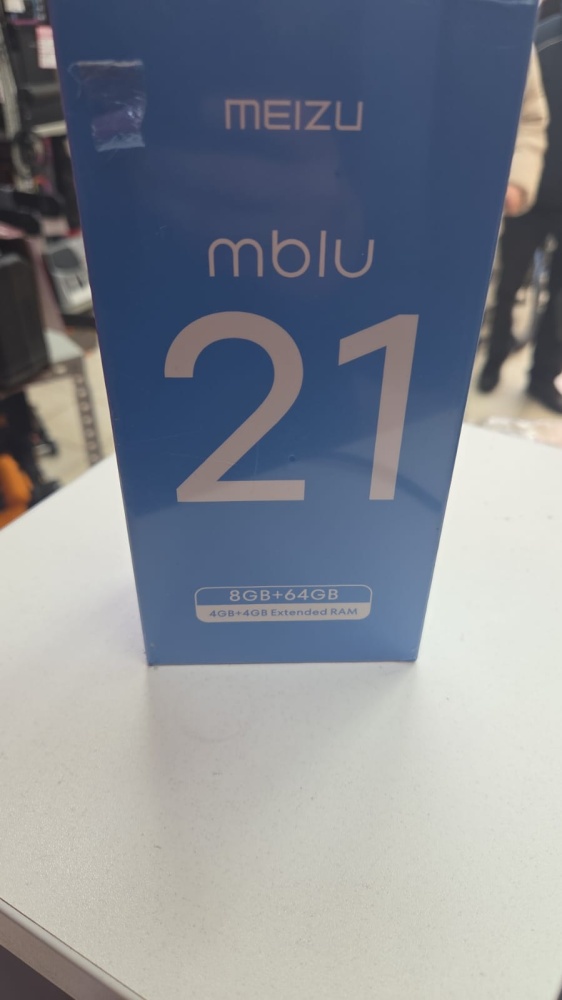 MEIZU
mblu
21
8GB+64GB
4GB+4GB Extended RAM